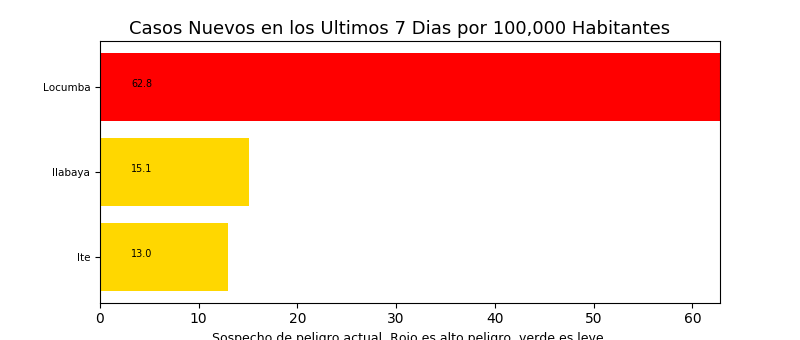 Casos Nuevos en los Ultimos 7 Dias por 100,000 Habitantes
Locumba
62.8
Ilabaya
15.1
Ite
13.0
0 10 20 30 40 50 60
Sospecho de peligro actual. Rojo es alto peligro, verde es leve